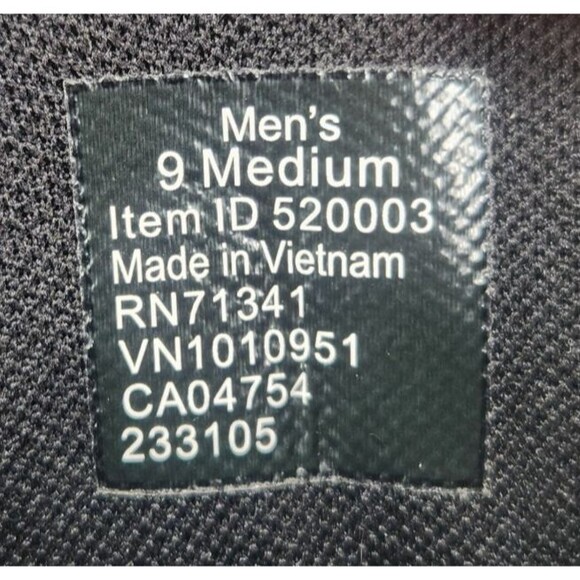 Men's
9 Medium
Item ID 520003
Made in Vietnam
RN71341
VN1010951
CA04754
233105